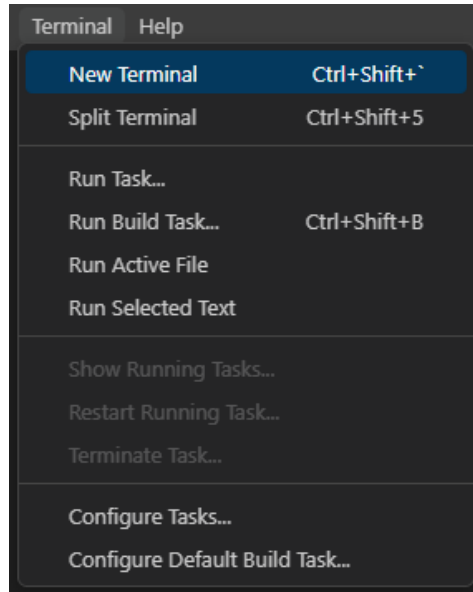 Terminal Help
New Terminal Ctrl+Shift+`
Split Terminal Ctrl+Shift+5
Run Task...
Run Build Task... Ctrl+Shift+B
Run Active File
Run Selected Text
Show Running Tasks...
Restart Running Task...
Terminate Task...
Configure Tasks...
Configure Default Build Task...